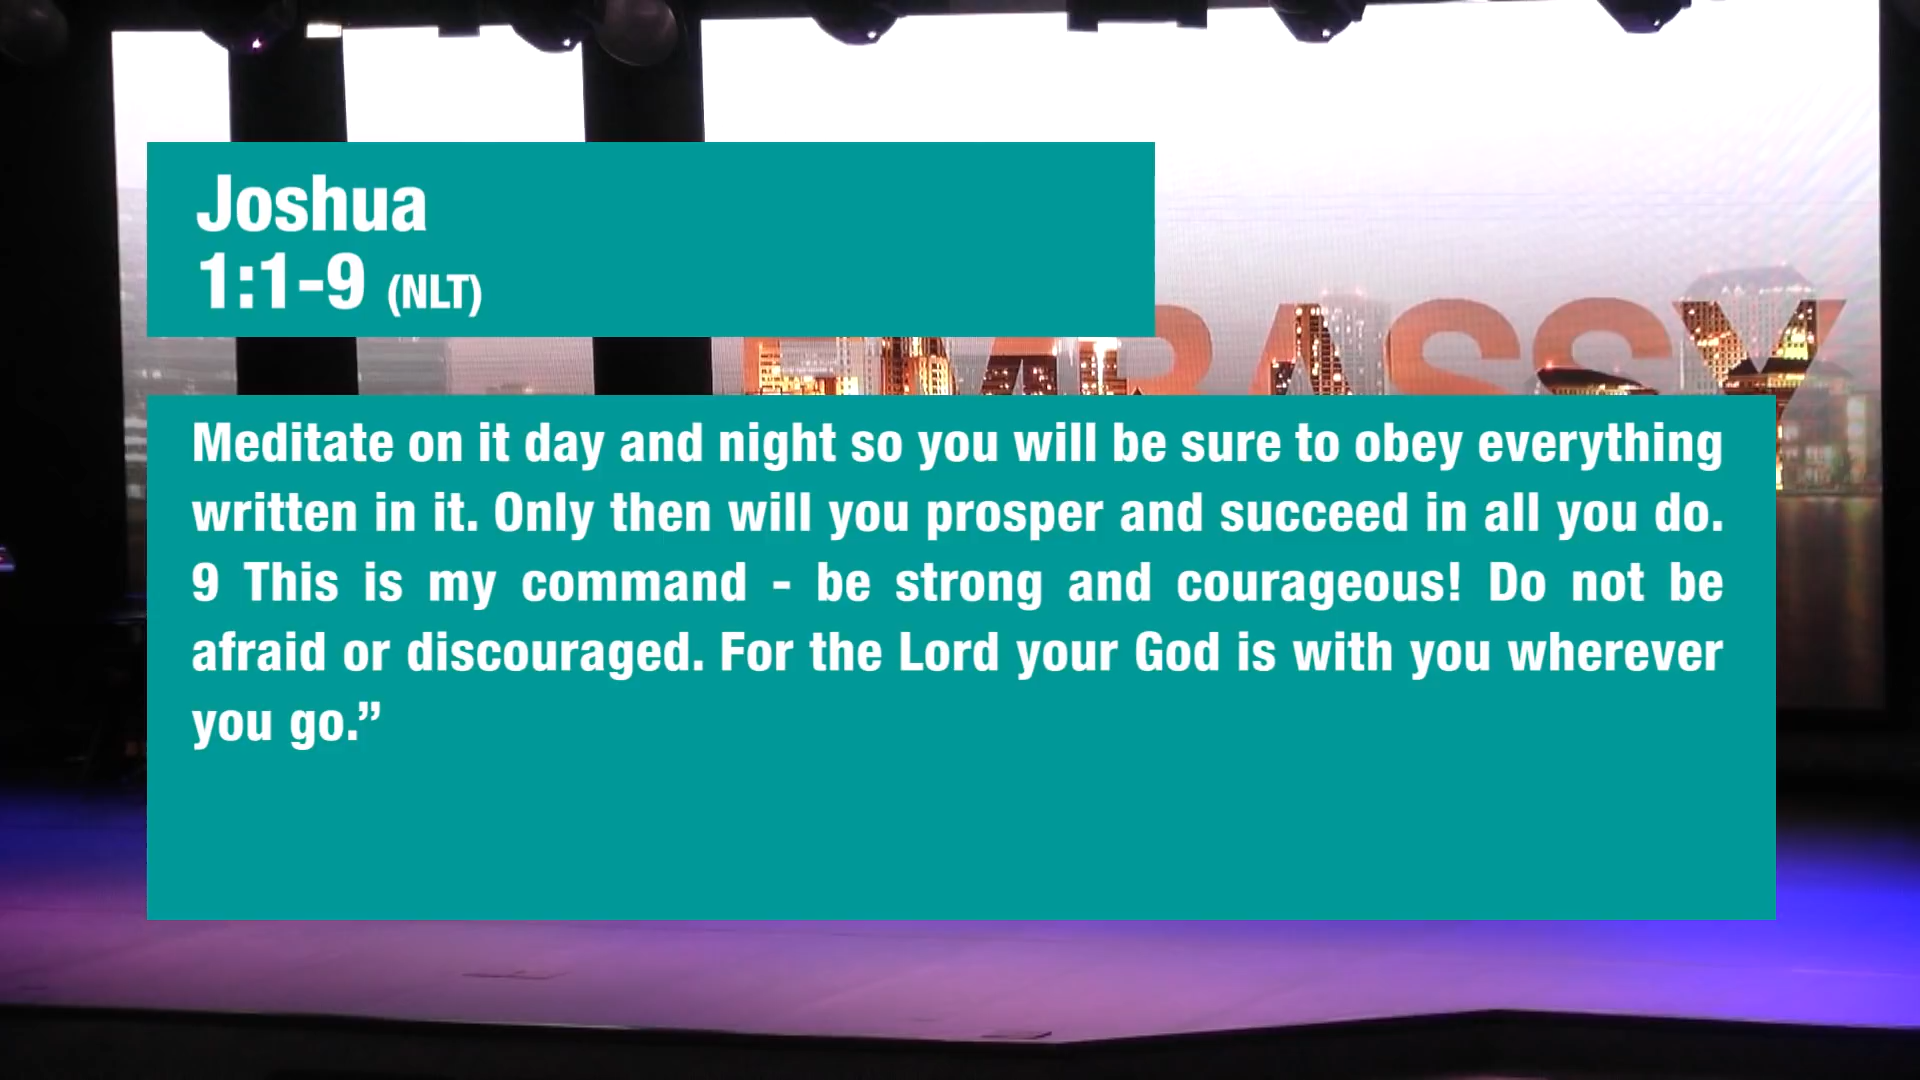 Joshua
1:1-9 (NLT)
BASSY
Meditate on it day and night so you will be sure to obey everything
written in it. Only then will you prosper and succeed in all you do.
9 This is my command - be strong and courageous! Do not be
afraid or discouraged. For the Lord your God is with you wherever
you go.”